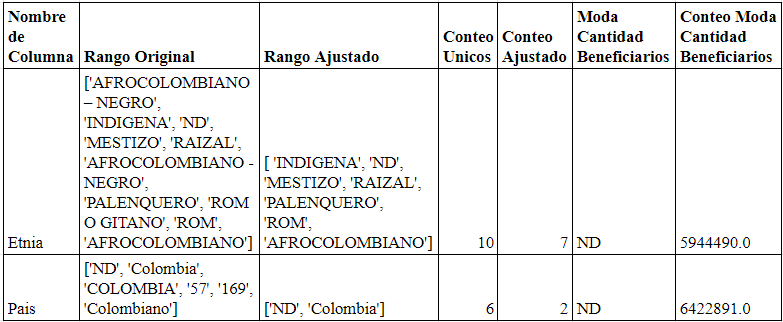 Nombre de Columna | Rango Original | Rango Ajustado | Conteo Unicos | Conteo Ajustado | Moda Cantidad Beneficiarios | Conteo Moda Cantidad Beneficiarios
['AFROCOLOMBIANO
– NEGRO',
'INDIGENA', 'ND',
'MESTIZO', 'RAIZAL',
'AFROCOLOMBIANO -
NEGRO',
'PALENQUERO', 'ROM
O GITANO', 'ROM',
'AFROCOLOMBIANO']
[ 'INDIGENA', 'ND',
'MESTIZO', 'RAIZAL',
'PALENQUERO',
'ROM',
'AFROCOLOMBIANO']
Etnia | 10 | 7 | ND | 5944490.0
['ND', 'Colombia',
'COLOMBIA', '57', '169',
'Colombiano']
['ND', 'Colombia']
Pais | 6 | 2 | ND | 6422891.0